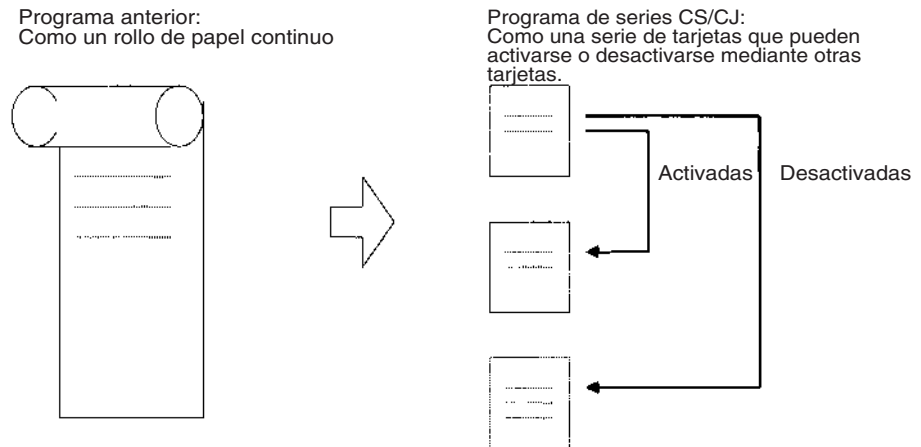 Programa anterior:
Como un rollo de papel continuo
Programa de series CS/CJ:
Como una serie de tarjetas que pueden
activarse o desactivarse mediante otras
tarjetas.
Activadas
Desactivadas